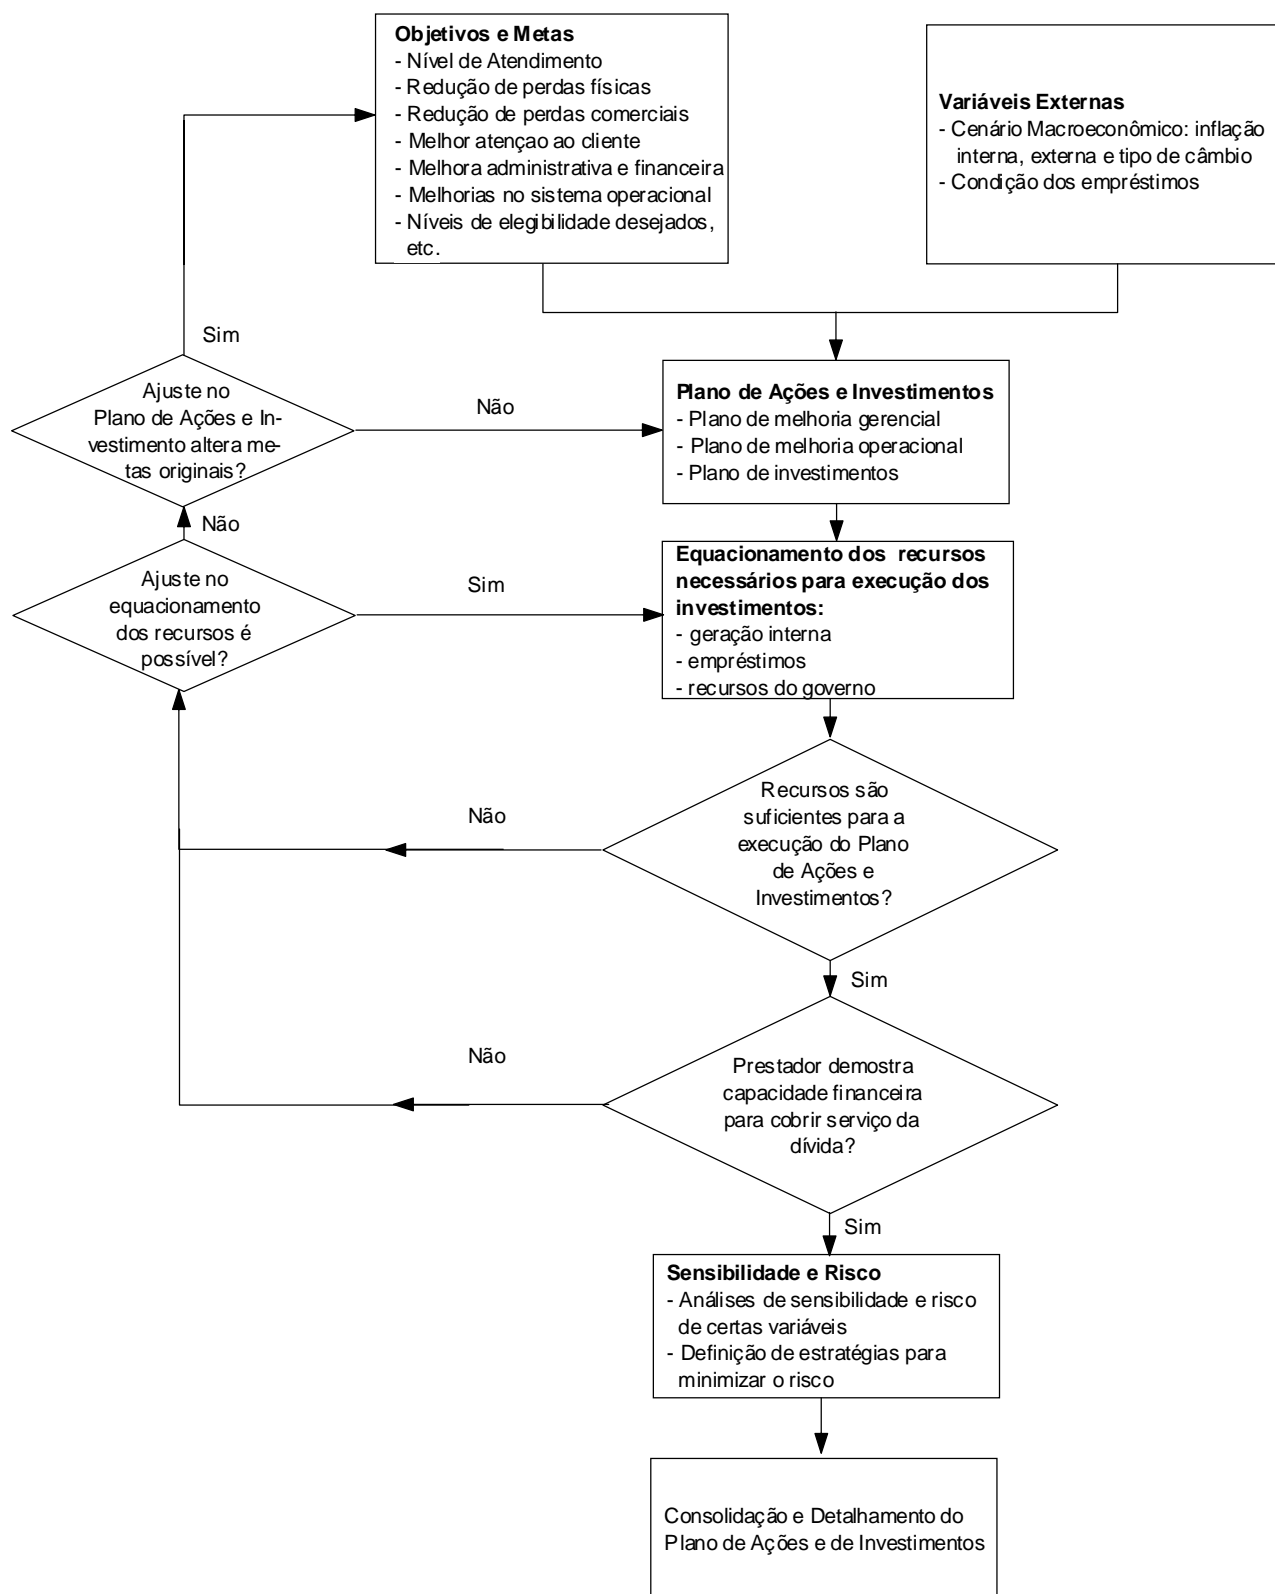 Objetivos e Metas
- Nível de Atendimento
- Redução de perdas físicas
- Redução de perdas comerciais
- Melhor atençao ao cliente
- Melhora administrativa e financeira
- Melhorias no sistema operacional
- Níveis de elegibilidade desejados,
etc.
Variáveis Externas
- Cenário Macroeconômico: inflação
interna, externa e tipo de câmbio
- Condição dos empréstimos
Sim
Ajuste no
Plano de Ações e In-
vestimento altera me-
tas originais?
Não
Plano de Ações e Investimentos
- Plano de melhoria gerencial
- Plano de melhoria operacional
- Plano de investimentos
Não
Ajuste no
equacionamento
dos recursos é
possível?
Sim
Equacionamento dos recursos
necessários para execução dos
investimentos:
- geração interna
- empréstimos
- recursos do governo
Não
Recursos são
suficientes para a
execução do Plano
de Ações e
Investimentos?
Sim
Não
Prestador demostra
capacidade financeira
para cobrir serviço da
dívida?
Sim
Sensibilidade e Risco
- Análises de sensibilidade e risco
de certas variáveis
- Definição de estratégias para
minimizar o risco
Consolidação e Detalhamento do
Plano de Ações e de Investimentos